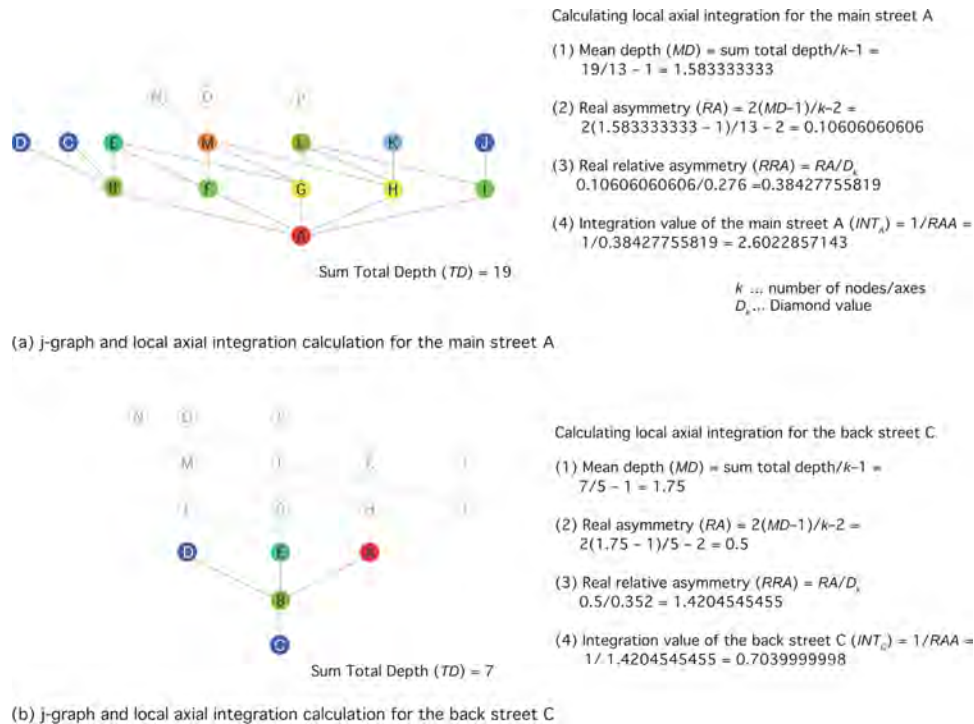 Calculating local axial integration for the main street A
(1) Mean depth (MD) = sum total depth/k–1 =
19/13 – 1 = 1.583333333
(2) Real asymmetry (RA) = 2(MD–1)/k–2 =
2(1.583333333 – 1)/13 – 2 = 0.10606060606
(3) Real relative asymmetry (RRA) = RA/Dₖ
0.10606060606/0.276 =0.38427755819
(4) Integration value of the main street A (INT_A) = 1/RAA =
1/0.38427755819 = 2.6022857143
k ... number of nodes/axes
Dₖ... Diamond value
N O P
D C E M L K J
B F G H I
A
Sum Total Depth (TD) = 19
(a) j-graph and local axial integration calculation for the main street A
Calculating local axial integration for the back street C
(1) Mean depth (MD) = sum total depth/k–1 =
7/5 – 1 = 1.75
(2) Real asymmetry (RA) = 2(MD–1)/k–2 =
2(1.75 – 1)/5 – 2 = 0.5
(3) Real relative asymmetry (RRA) = RA/Dₖ
0.5/0.352 = 1.4204545455
(4) Integration value of the back street C (INT_C) = 1/RAA =
1/ 1.4204545455 = 0.7039999998
N O
M
H
D E
B
C
Sum Total Depth (TD) = 7
(b) j-graph and local axial integration calculation for the back street C